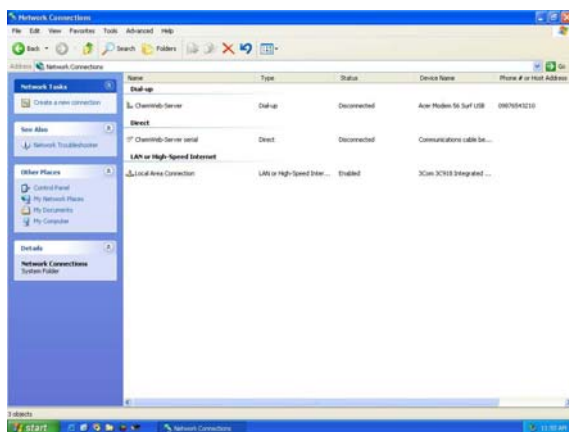 Network Connections
File Edit View Favorites Tools Advanced Help
Back Search Folders
Address Network Connections Go
Name Type Status Device Name Phone # or Host Address
Network Tasks
Create a new connection
See Also
Network Troubleshooter
Other Places
Control Panel
My Network Places
My Documents
My Computer
Details
Network Connections
System Folder
Dial-up
ChemWeb-Server Dial-up Disconnected Acer Modem 56 Surf USB 09876543210
Direct
ChemWeb-Server serial Direct Disconnected Communications cable be...
LAN or High-Speed Internet
Local Area Connection LAN or High-Speed Inter... Enabled 3Com 3C918 Integrated ...
3 objects
start Network Connections